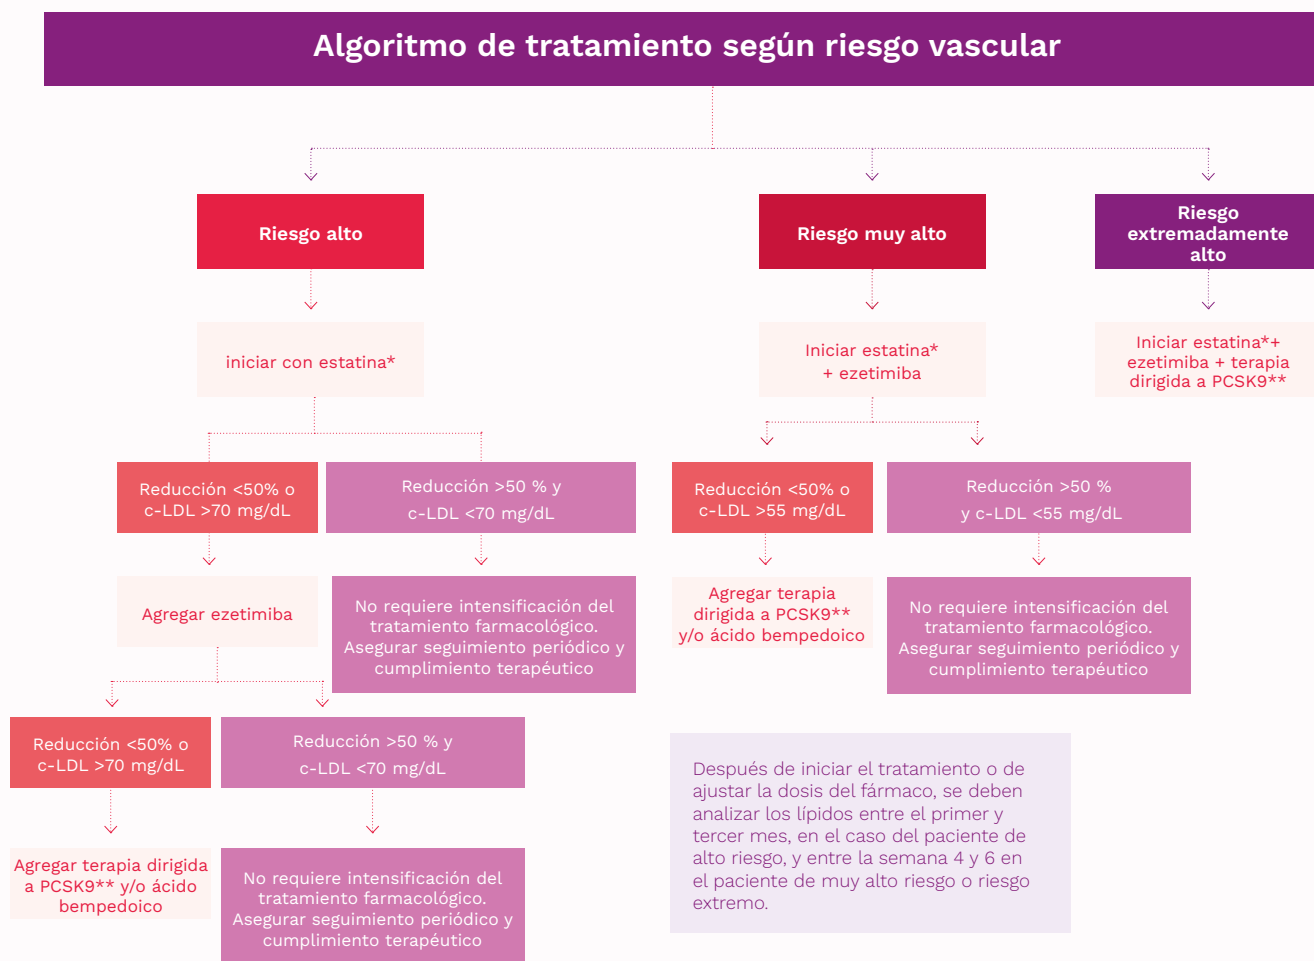 Algoritmo de tratamiento según riesgo vascular
Riesgo alto
Riesgo muy alto
Riesgo
extremadamente
alto
iniciar con estatina*
Iniciar estatina*
+ ezetimiba
Iniciar estatina*+
ezetimiba + terapia
dirigida a PCSK9**
Reducción <50% o
c-LDL >70 mg/dL
Reducción >50 % y
c-LDL <70 mg/dL
Reducción <50% o
c-LDL >55 mg/dL
Reducción >50 %
y c-LDL <55 mg/dL
Agregar ezetimiba
No requiere intensificación del
tratamiento farmacológico.
Asegurar seguimiento periódico y
cumplimiento terapéutico
Agregar terapia
dirigida a PCSK9**
y/o ácido bempedoico
No requiere intensificación del
tratamiento farmacológico.
Asegurar seguimiento periódico y
cumplimiento terapéutico
Reducción <50% o
c-LDL >70 mg/dL
Reducción >50 % y
c-LDL <70 mg/dL
Agregar terapia dirigida
a PCSK9** y/o ácido
bempedoico
No requiere intensificación del
tratamiento farmacológico.
Asegurar seguimiento periódico y
cumplimiento terapéutico
Después de iniciar el tratamiento o de
ajustar la dosis del fármaco, se deben
analizar los lípidos entre el primer y
tercer mes, en el caso del paciente de
alto riesgo, y entre la semana 4 y 6 en
el paciente de muy alto riesgo o riesgo
extremo.